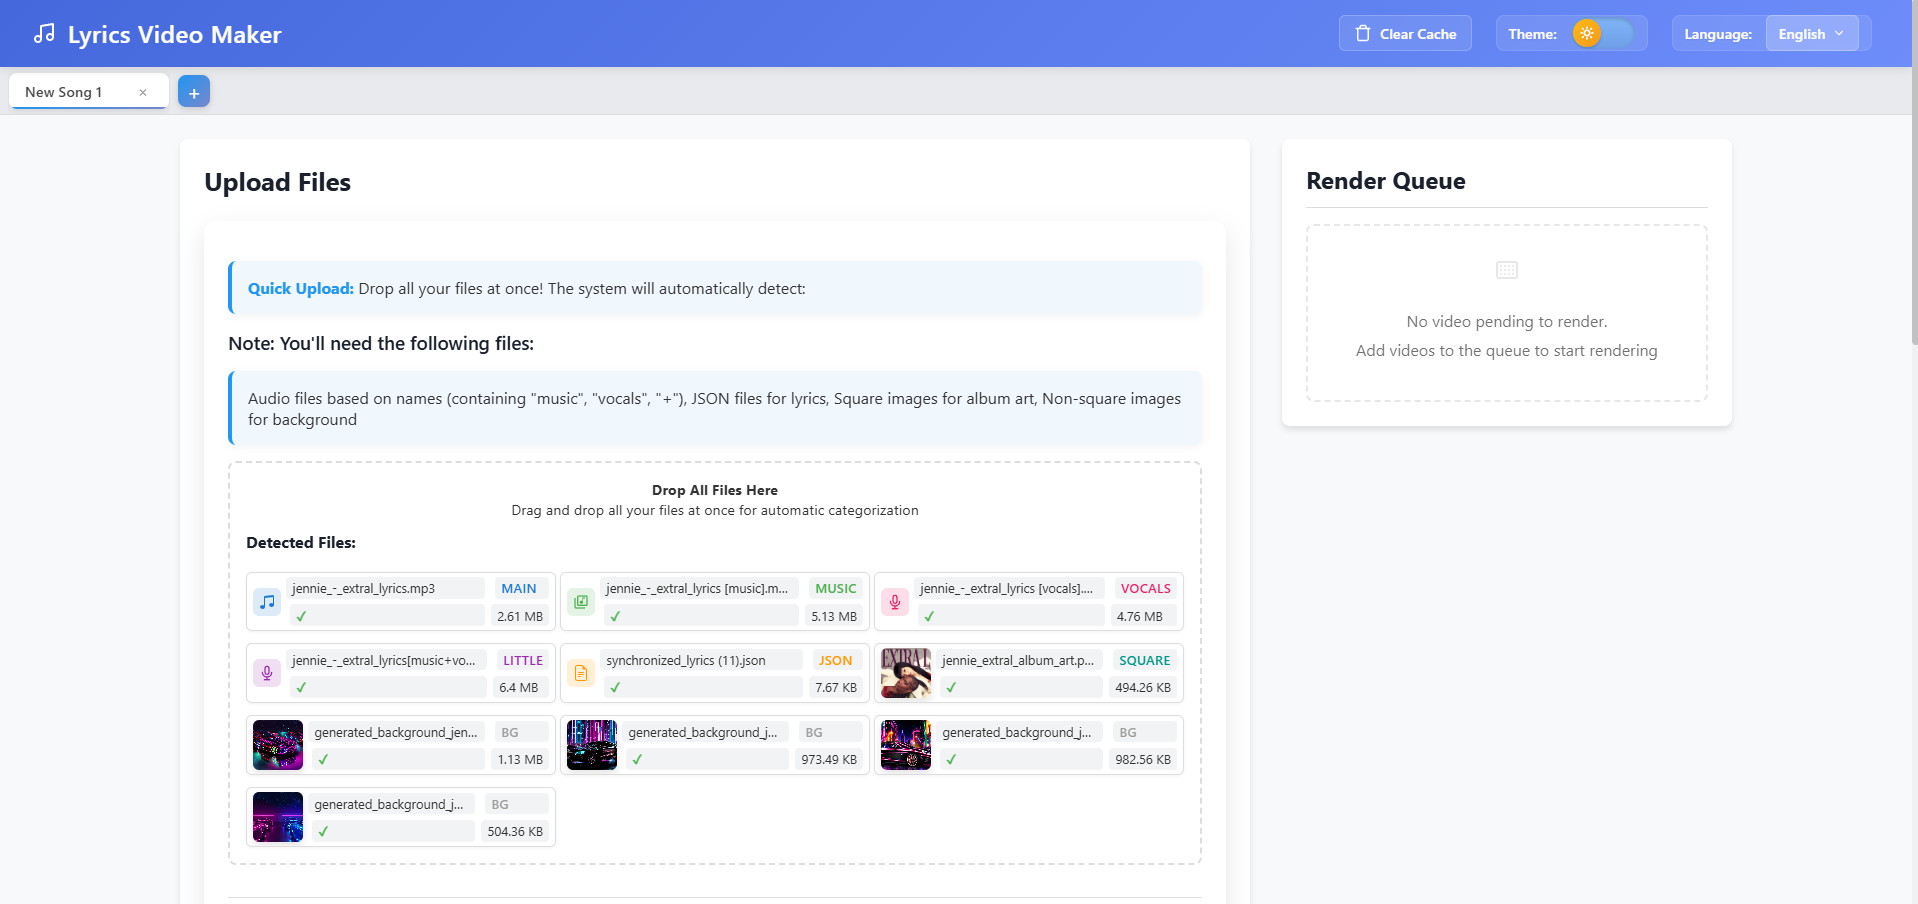 Lyrics Video Maker
Clear Cache
Theme:
Language:
English
New Song 1
×
+
Upload Files
Quick Upload: Drop all your files at once! The system will automatically detect:
Note: You'll need the following files:
Audio files based on names (containing "music", "vocals", "+"), JSON files for lyrics, Square images for album art, Non-square images
for background
Drop All Files Here
Drag and drop all your files at once for automatic categorization
Detected Files:
jennie_-_extral_lyrics.mp3
MAIN
✓
2.61 MB
jennie_-_extral_lyrics [music].m...
MUSIC
✓
5.13 MB
jennie_-_extral_lyrics [vocals]....
VOCALS
✓
4.76 MB
jennie_-_extral_lyrics[music+vo...
LITTLE
✓
6.4 MB
synchronized_lyrics (11).json
JSON
✓
7.67 KB
EXTRAL
jennie_extral_album_art.p...
SQUARE
✓
494.26 KB
generated_background_jen...
BG
✓
1.13 MB
generated_background_j...
BG
✓
973.49 KB
generated_background_j...
BG
✓
982.56 KB
generated_background_j...
BG
✓
504.36 KB
Render Queue
No video pending to render.
Add videos to the queue to start rendering